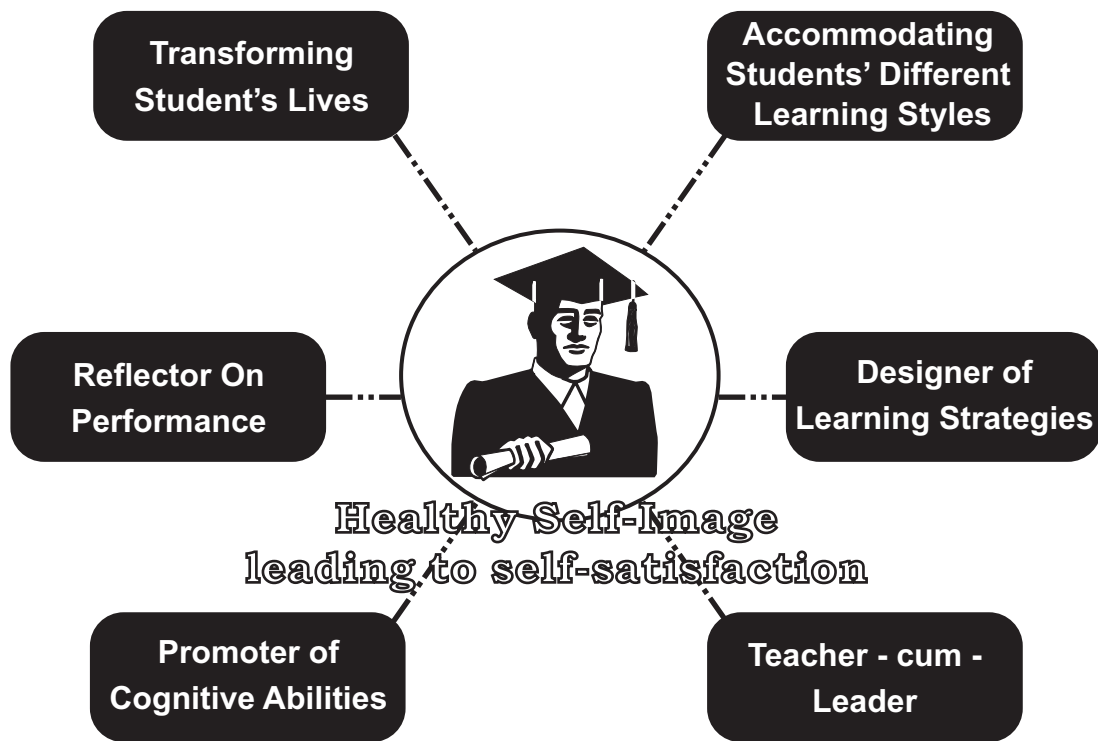 Transforming
Student’s Lives
Accommodating
Students’ Different
Learning Styles
Reflector On
Performance
Designer of
Learning Strategies
Healthy Self-Image
leading to self-satisfaction
Promoter of
Cognitive Abilities
Teacher - cum -
Leader